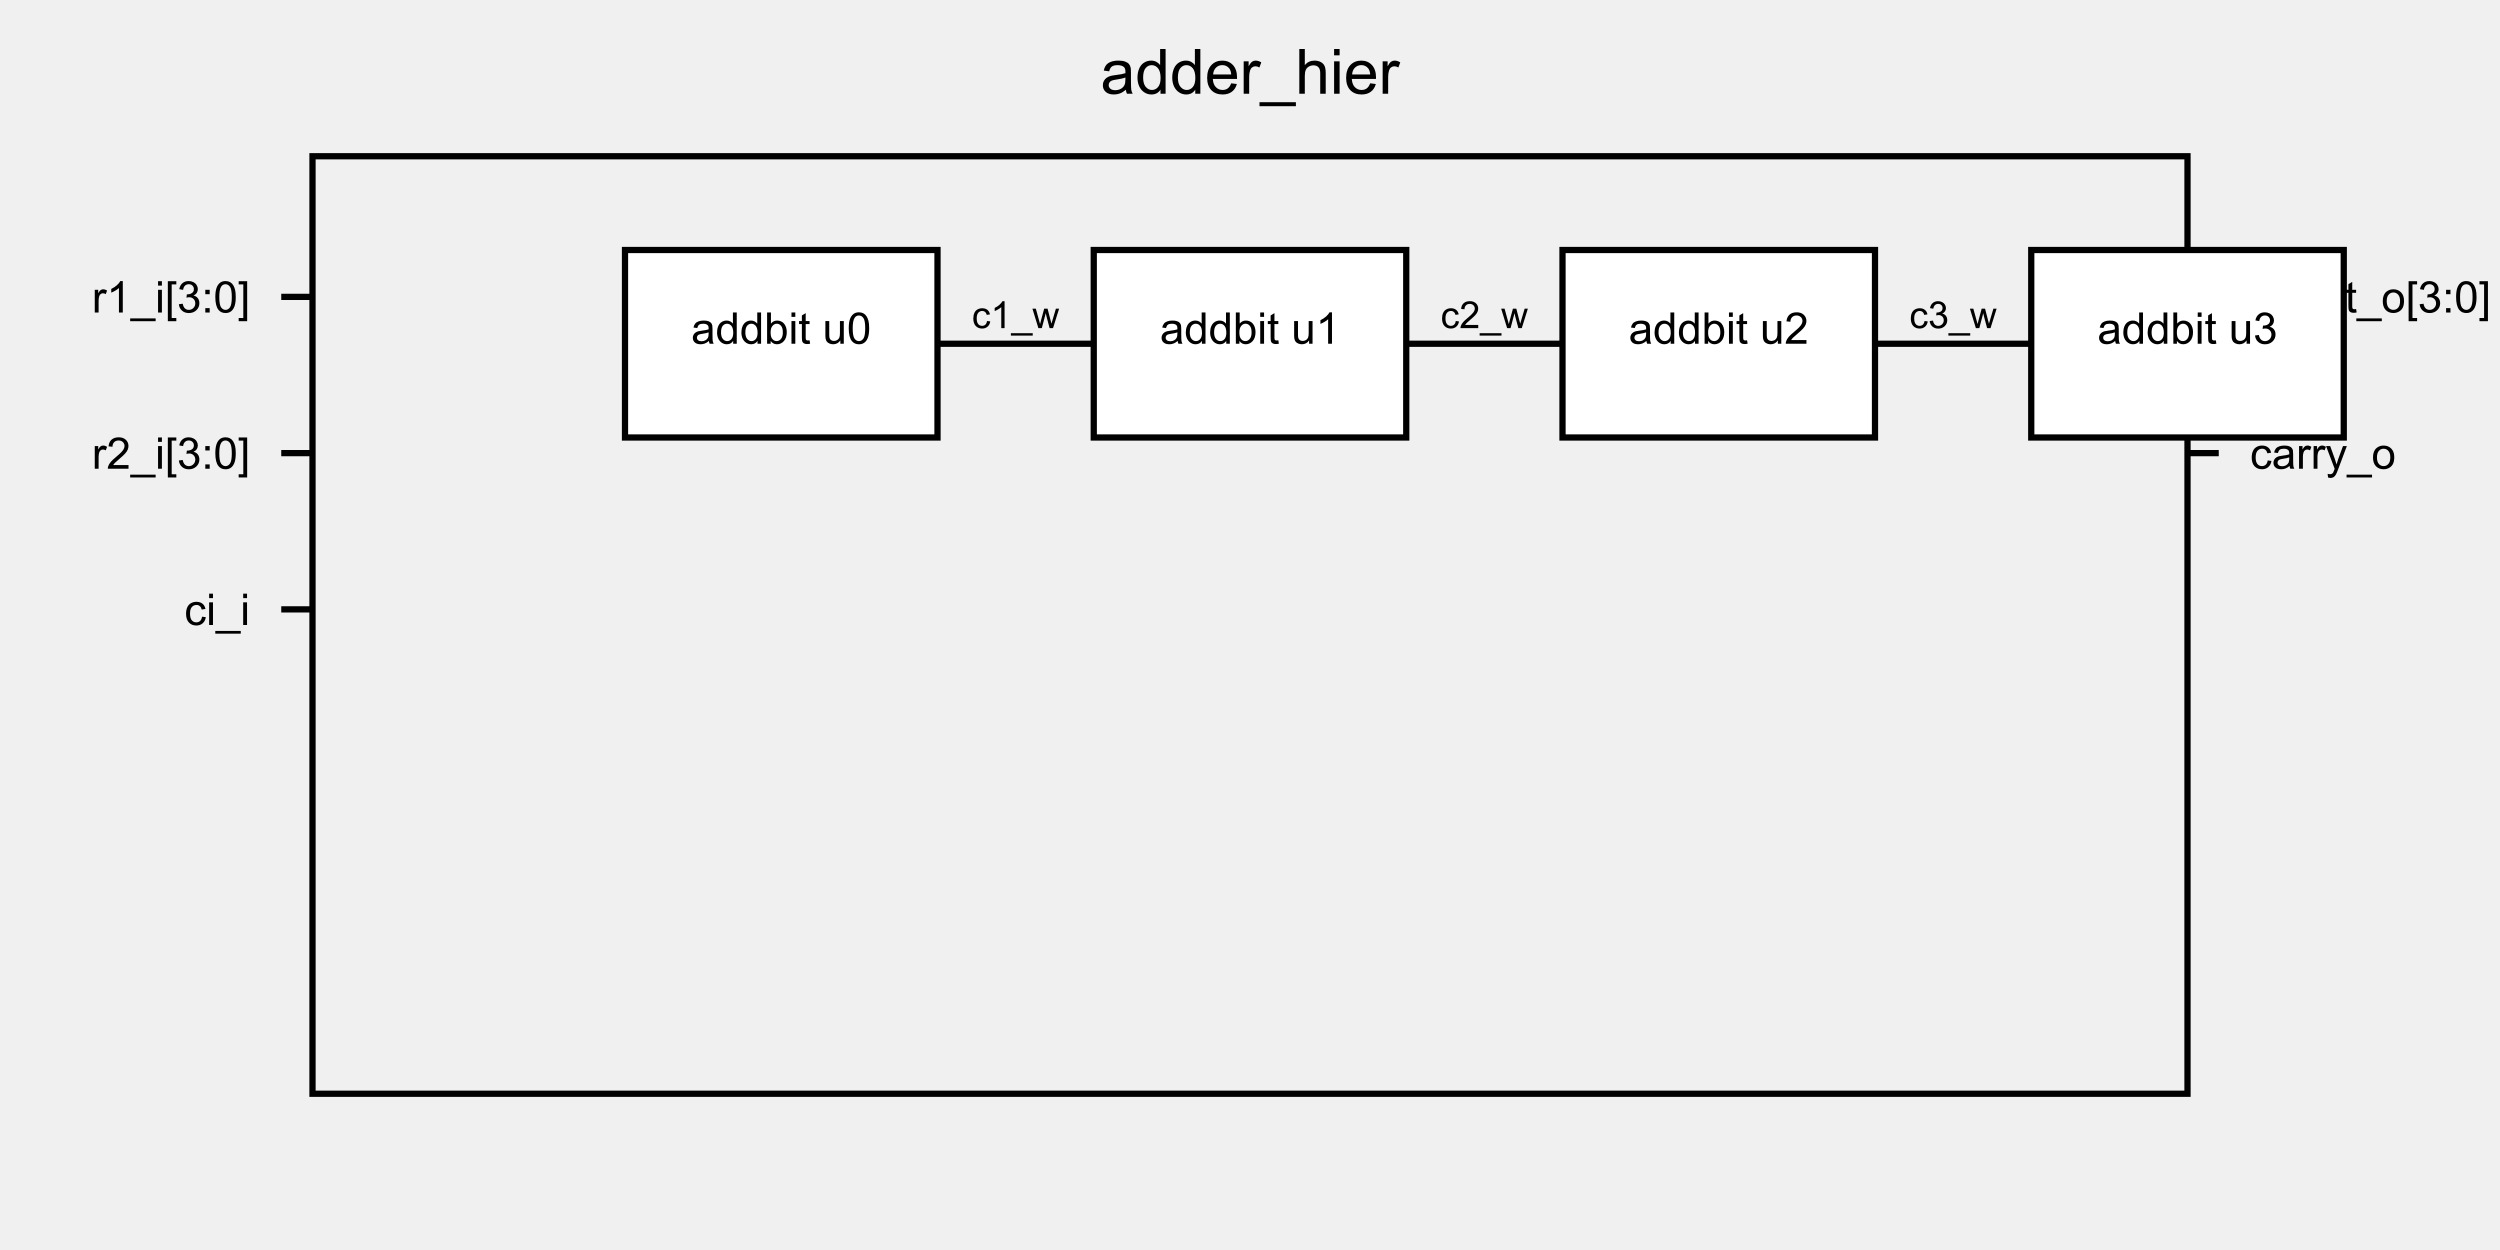 adder_hier
r1_i[3:0]
c1_w
c2_w
c3_w
t_o[3:0]
addbit u0
addbit u1
addbit u2
addbit u3
r2_i[3:0]
carry_o
ci_i